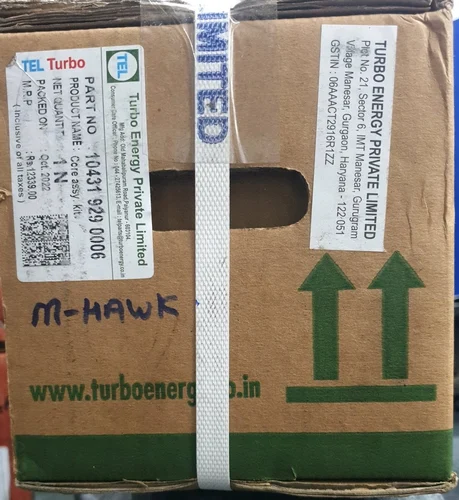 TEL Turbo
TEL
Turbo Energy Private Limited
PART NO 10431 929 0006
PRODUCT NAME : Core assy. kit.
NET QUANTITY 1 N
PACKED ON Oct. 2022
M.R.P. Rs.12359.00
( Inclusive of all taxes )
TURBO ENERGY PRIVATE LIMITED
Plot No. 21, Sector 6, IMT Manesar, Gurugram
Village Manesar, Gurgaon, Haryana - 122 051
GSTIN : 06AAACT2916R1ZZ
IMITED
M-HAWK
www.turboenerg o.in